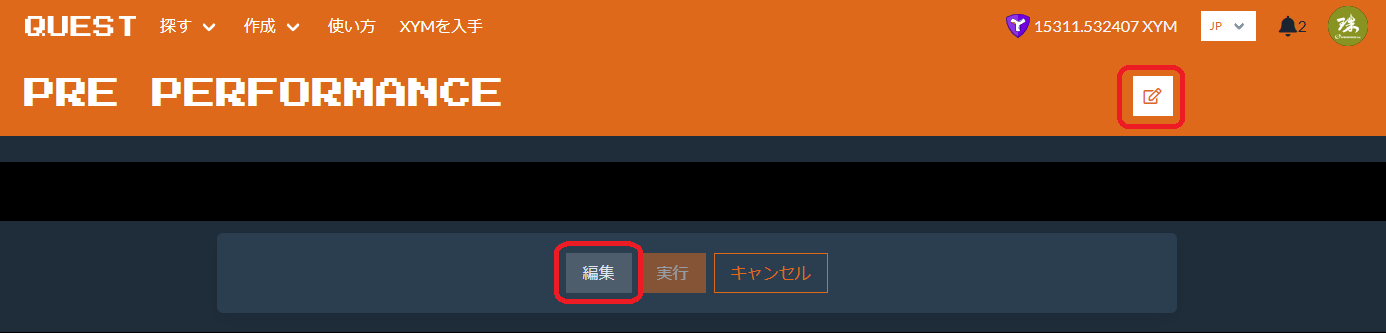 QUEST 探す 作成 使い方 XYMを入手 15311.532407 XYM JP 2
PRE PERFORMANCE
編集 実行 キャンセル